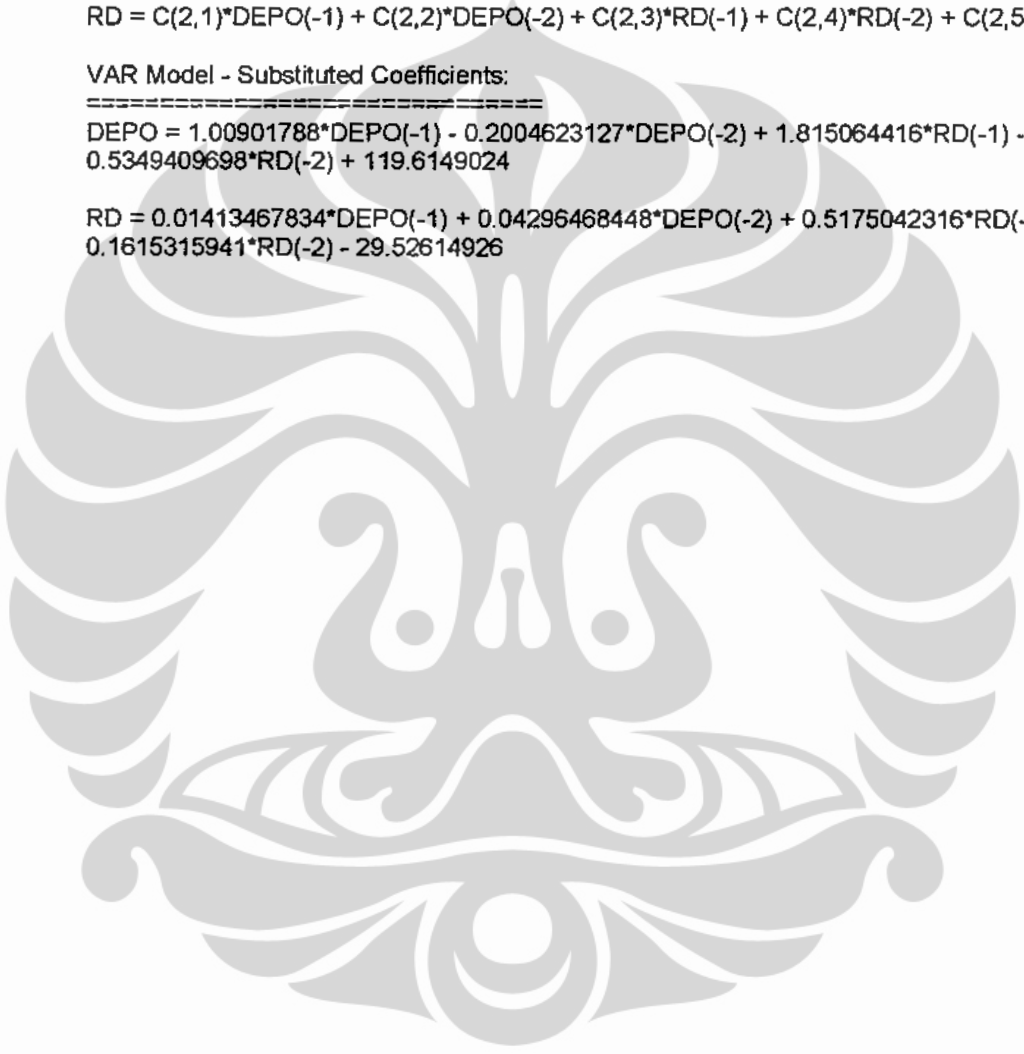 RD = C(2,1)*DEPO(-1) + C(2,2)*DEPO(-2) + C(2,3)*RD(-1) + C(2,4)*RD(-2) + C(2,5
VAR Model - Substituted Coefficients:
===============================
DEPO = 1.00901788*DEPO(-1) - 0.2004623127*DEPO(-2) + 1.815064416*RD(-1) -
0.5349409698*RD(-2) + 119.6149024
RD = 0.01413467834*DEPO(-1) + 0.04296468448*DEPO(-2) + 0.5175042316*RD(-
0.1615315941*RD(-2) - 29.52614926